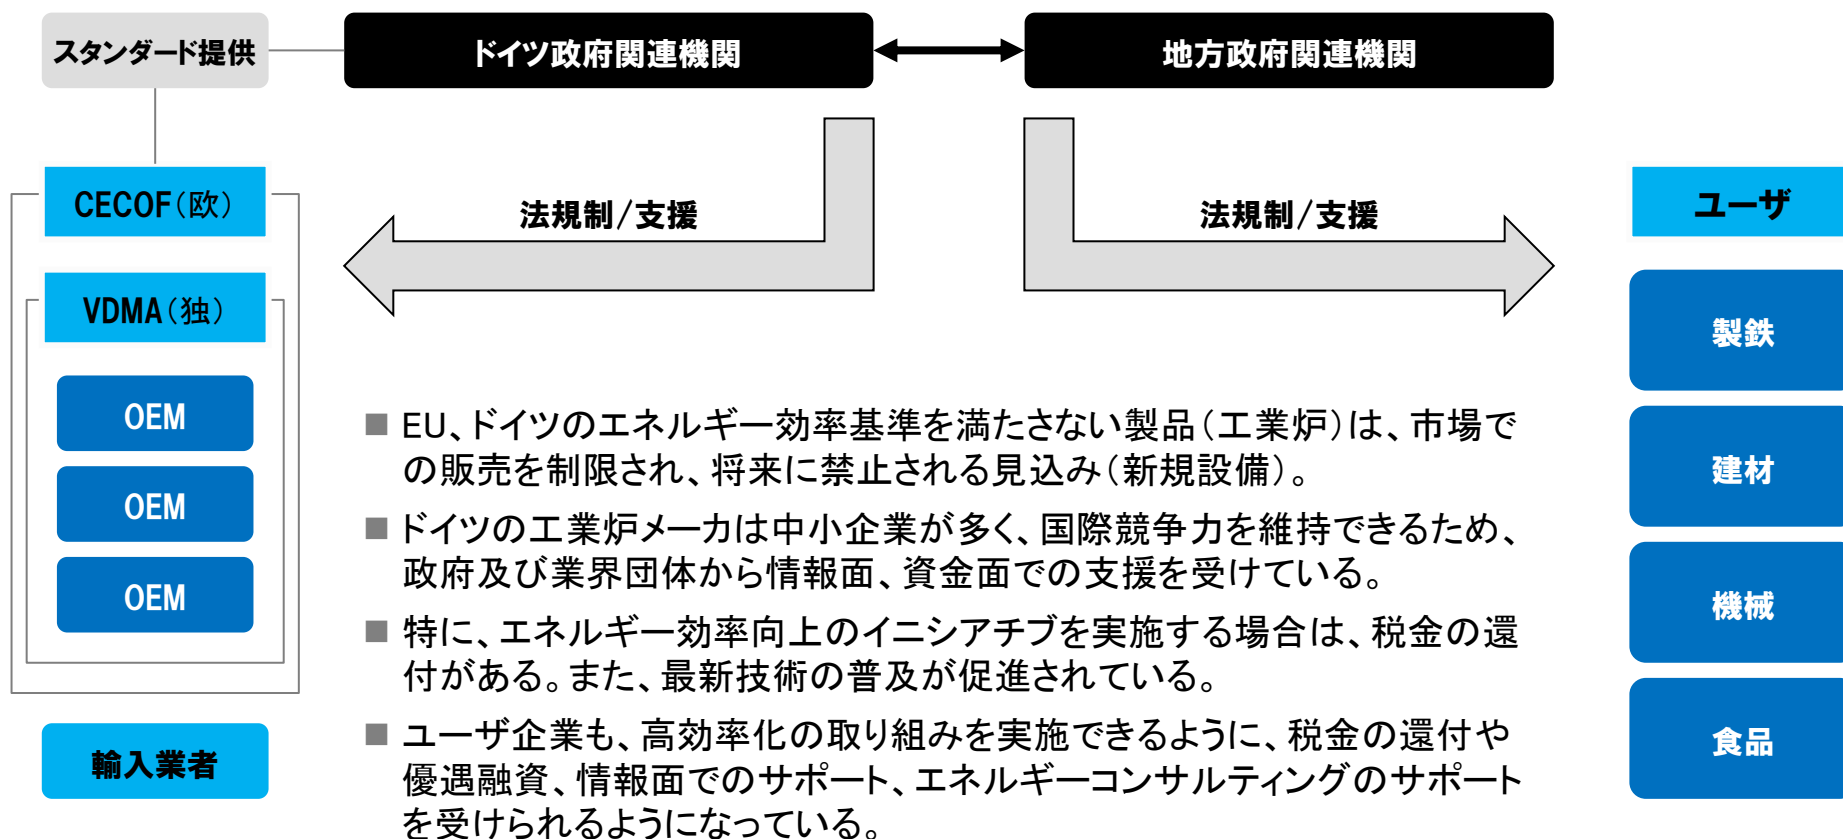 スタンダード提供
ドイツ政府関連機関
地方政府関連機関
CECOF（欧）
VDMA（独）
OEM
OEM
OEM
輸入業者
法規制/支援
法規制/支援
ユーザ
製鉄
建材
機械
食品
■ EU、ドイツのエネルギー効率基準を満たさない製品（工業炉）は、市場で
の販売を制限され、将来に禁止される見込み（新規設備）。
■ ドイツの工業炉メーカは中小企業が多く、国際競争力を維持できるため、
政府及び業界団体から情報面、資金面での支援を受けている。
■ 特に、エネルギー効率向上のイニシアチブを実施する場合は、税金の還
付がある。また、最新技術の普及が促進されている。
■ ユーザ企業も、高効率化の取り組みを実施できるように、税金の還付や
優遇融資、情報面でのサポート、エネルギーコンサルティングのサポート
を受けられるようになっている。